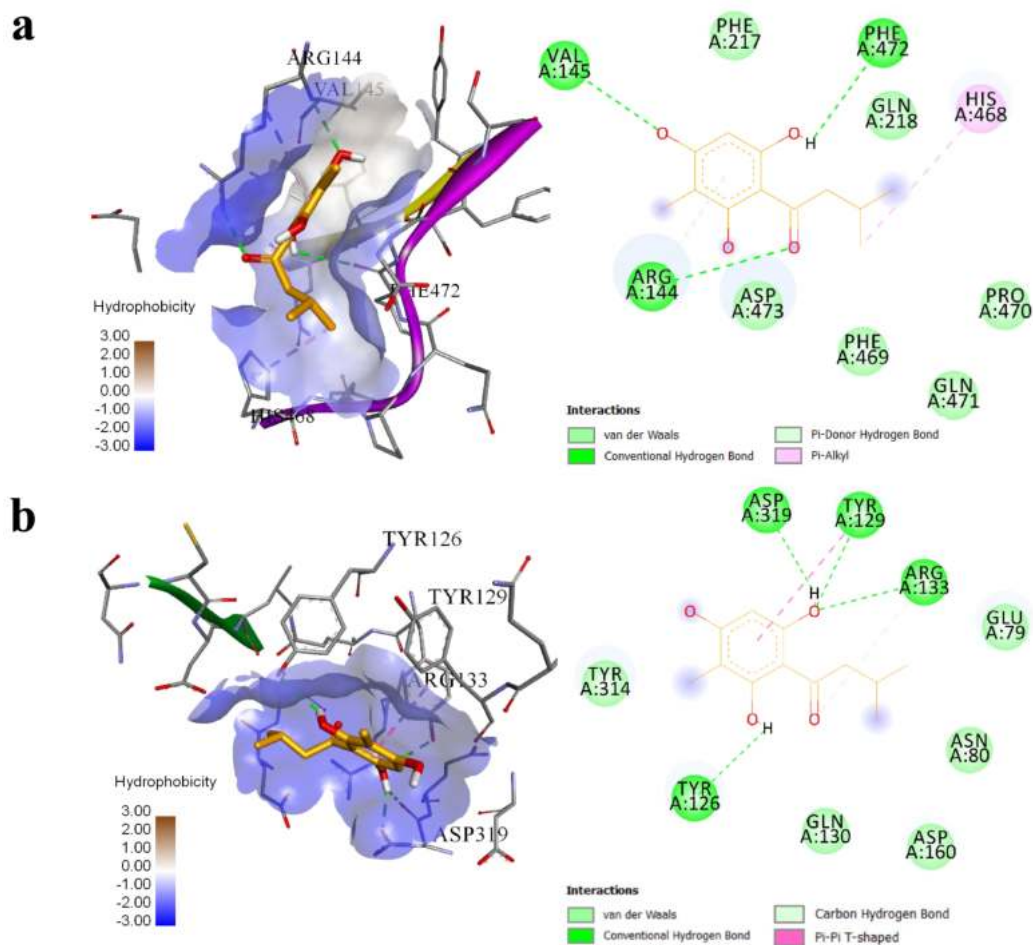 a
ARG144
VAL145
PHE472
HIS468
Hydrophobicity
3.00
2.00
1.00
0.00
-1.00
-2.00
-3.00
PHE
A:217
PHE
A:472
VAL
A:145
GLN
A:218
HIS
A:468
O
O
H
O
O
ARG
A:144
ASP
A:473
PRO
A:470
PHE
A:469
GLN
A:471
Interactions
van der Waals
Conventional Hydrogen Bond
Pi-Donor Hydrogen Bond
Pi-Alkyl
b
TYR126
TYR129
ARG133
ASP319
Hydrophobicity
3.00
2.00
1.00
0.00
-1.00
-2.00
-3.00
ASP
A:319
TYR
A:129
ARG
A:133
GLU
A:79
H
O
O
TYR
A:314
O
H
O
ASN
A:80
TYR
A:126
GLN
A:130
ASP
A:160
Interactions
van der Waals
Conventional Hydrogen Bond
Carbon Hydrogen Bond
Pi-Pi T-shaped